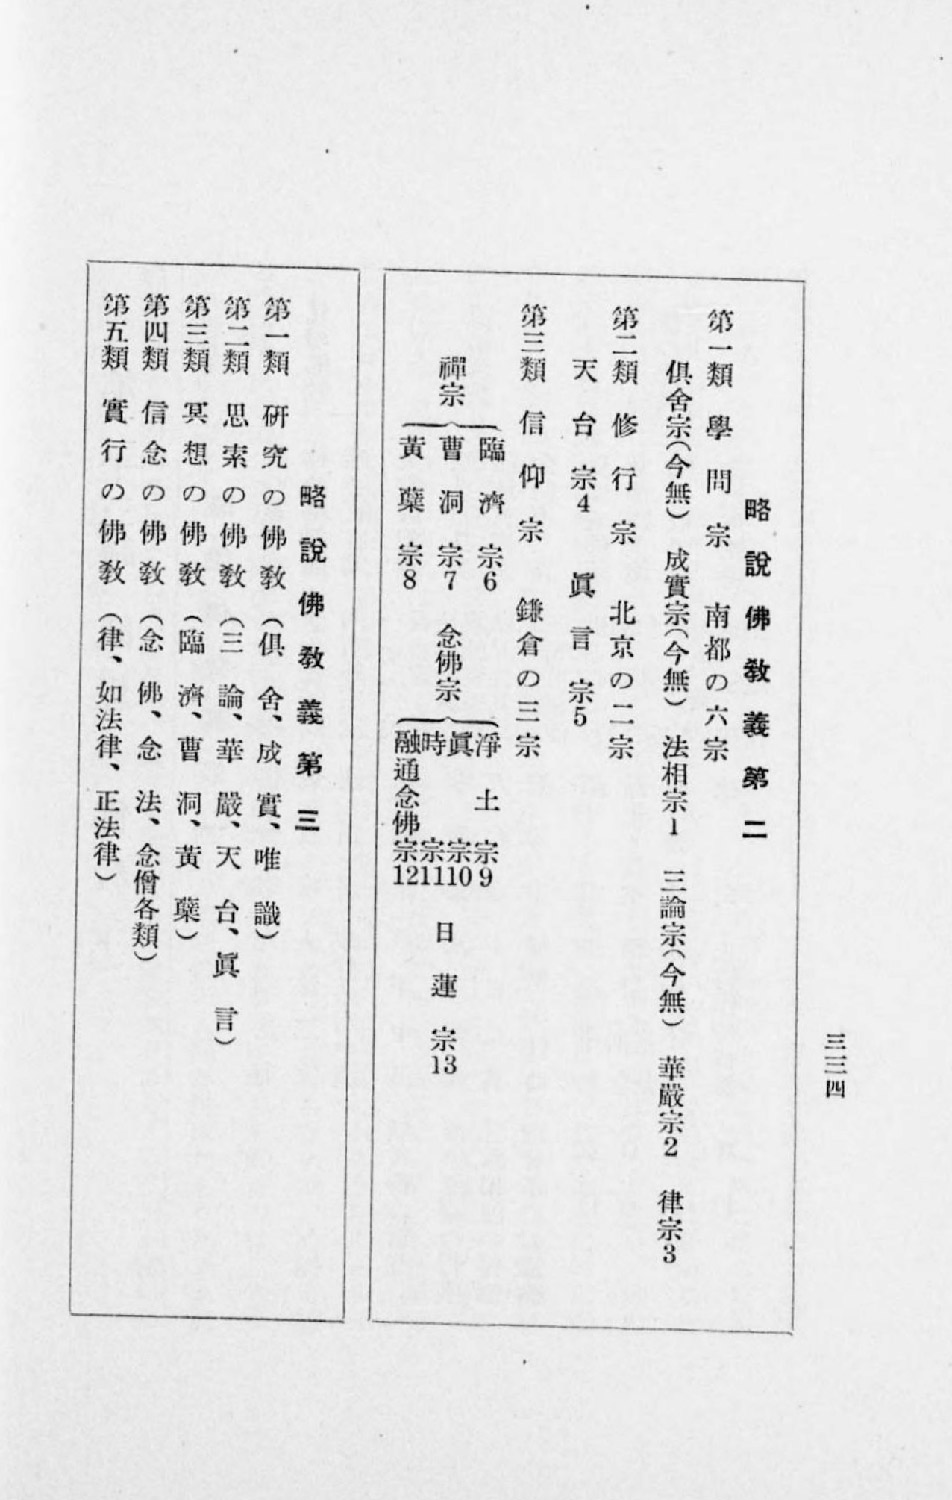 三三四
略說佛教義第二
第一類 學問宗 南都の六宗
俱舍宗(今無) 成實宗(今無) 法相宗1 三論宗(今無) 華嚴宗2 律宗3
第二類 修行宗 北京の二宗
天台宗4 眞言宗5
第三類 信仰宗 鎌倉の三宗
禪宗
臨濟宗6
曹洞宗7
黃蘗宗8
念佛宗
淨土宗9
眞宗10
時宗11
融通念佛宗12
日蓮宗13
略說佛教義第三
第一類 硏究の佛教(俱舍、成實、唯識)
第二類 思索の佛教(三論、華嚴、天台、眞言)
第三類 冥想の佛教(臨濟、曹洞、黃蘗)
第四類 信念の佛教(念佛、念法、念僧各類)
第五類 實行の佛教(律、如法律、正法律)